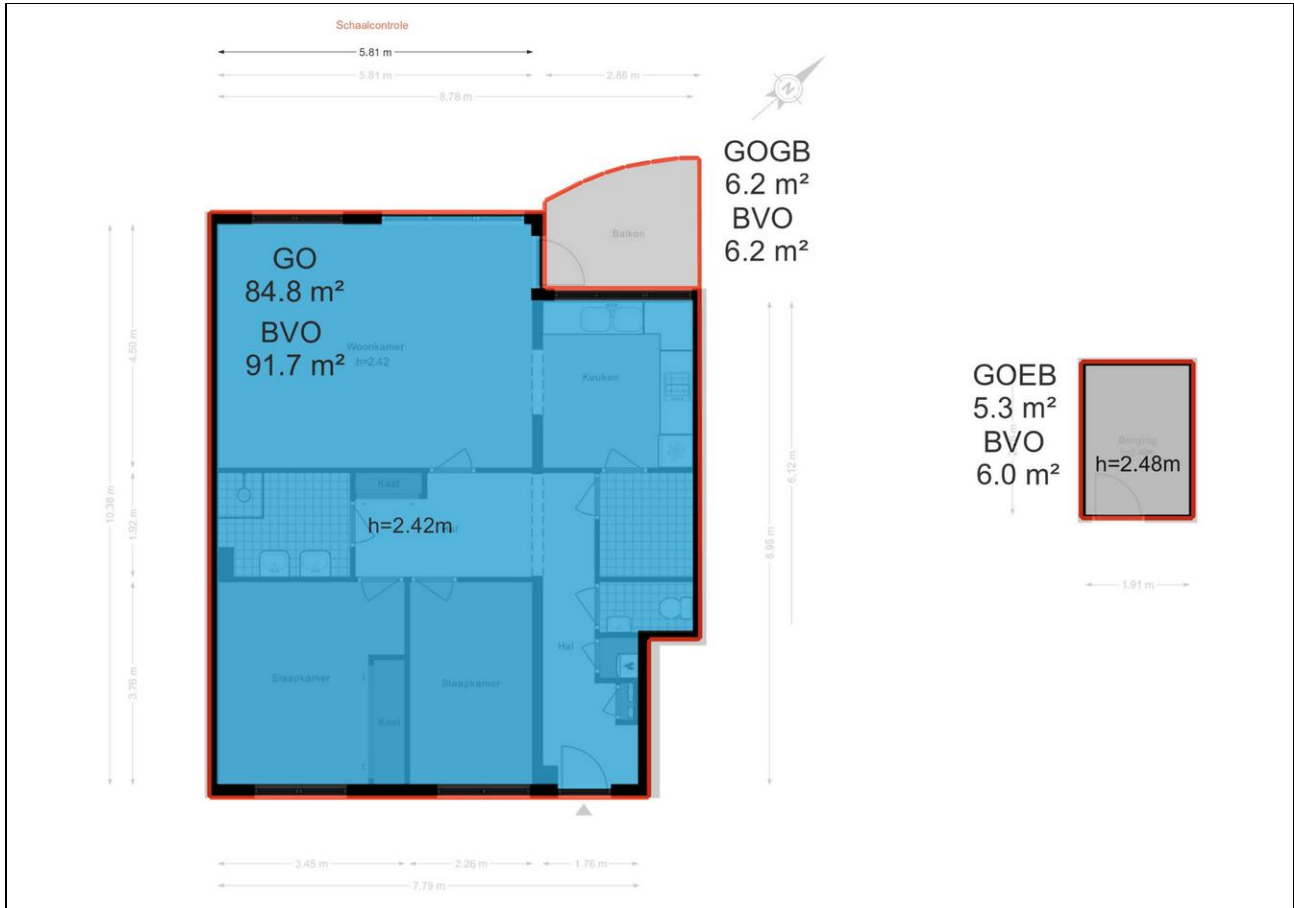 Schaalcontrole
5.81 m
5.81 m
2.86 m
8.78 m
N
GOGB
6.2 m²
BVO
6.2 m²
Balkon
GO
84.8 m²
BVO
91.7 m²
Woonkamer
h=2.42
Keuken
4.50 m
10.38 m
1.92 m
3.76 m
6.12 m
8.95 m
Kast
h=2.42m
Hal
Slaapkamer
Slaapkamer
Kast
GOEB
5.3 m²
BVO
6.0 m²
Berging
h=2.48m
1.91 m
3.45 m
2.26 m
1.76 m
7.79 m